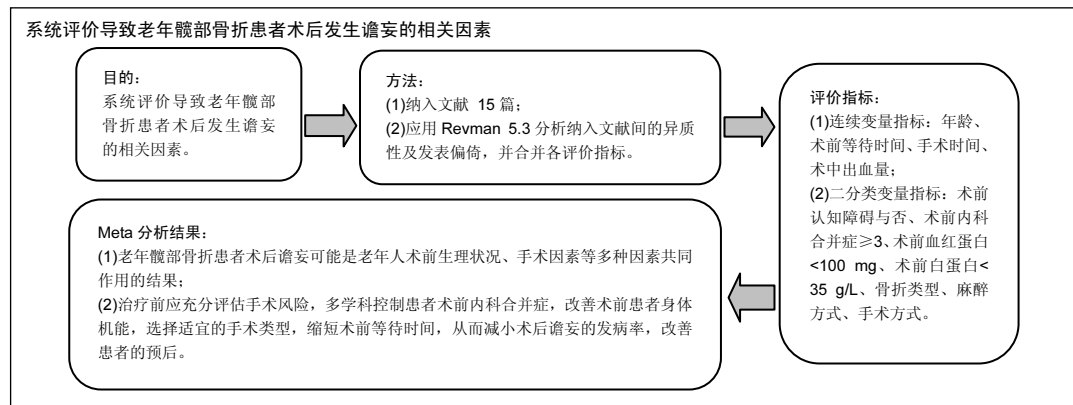 系统评价导致老年髋部骨折患者术后发生谵妄的相关因素
目的：
系统评价导致老年髋部
骨折患者术后发生谵妄
的相关因素。
方法：
(1)纳入文献 15 篇；
(2)应用 Revman 5.3 分析纳入文献间的异质
性及发表偏倚，并合并各评价指标。
评价指标：
(1)连续变量指标：年龄、
术前等待时间、手术时间、
术中出血量；
(2)二分类变量指标：术前
认知障碍与否、术前内科
合并症≥3、术前血红蛋白
<100 mg、术前白蛋白<
35 g/L、骨折类型、麻醉
方式、手术方式。
Meta 分析结果：
(1)老年髋部骨折患者术后谵妄可能是老年人术前生理状况、手术因素等多种因素共同
作用的结果；
(2)治疗前应充分评估手术风险，多学科控制患者术前内科合并症，改善术前患者身体
机能，选择适宜的手术类型，缩短术前等待时间，从而减小术后谵妄的发病率，改善
患者的预后。